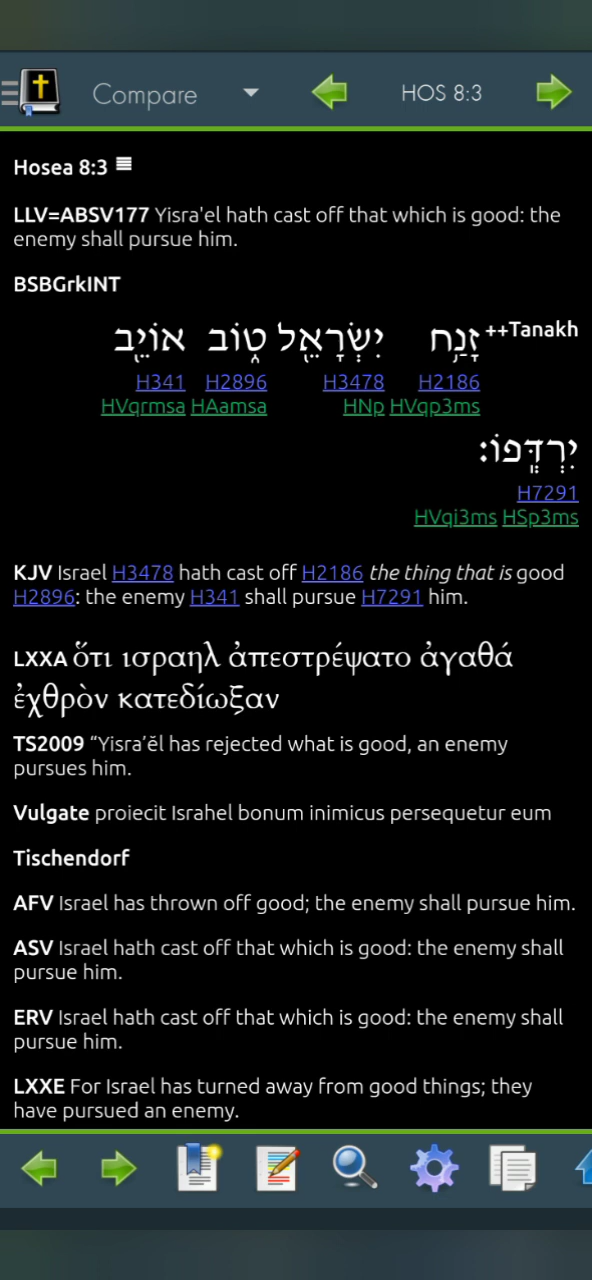 Compare
HOS 8:3
Hosea 8:3
LLV=ABSV177 Yisra'el hath cast off that which is good: the
enemy shall pursue him.
BSBGrkINT
++Tanakh זָנַ֥ח יִשְׂרָאֵ֖ל ט֑וֹב אוֹיֵ֖ב
H341 H2896 H3478 H2186
HVqrmsa HAamsa HNp HVqp3ms
יִרְדֳּֽפוֹ׃
H7291
HVqi3ms HSp3ms
KJV Israel H3478 hath cast off H2186 the thing that is good
H2896: the enemy H341 shall pursue H7291 him.
LXXA ὅτι ισραηλ ἀπεστρέψατο ἀγαθά
ἐχθρὸν κατεδίωξαν
TS2009 “Yisra’ĕl has rejected what is good, an enemy
pursues him.
Vulgate proiecit Israhel bonum inimicus persequetur eum
Tischendorf
AFV Israel has thrown off good; the enemy shall pursue him.
ASV Israel hath cast off that which is good: the enemy shall
pursue him.
ERV Israel hath cast off that which is good: the enemy shall
pursue him.
LXXE For Israel has turned away from good things; they
have pursued an enemy.